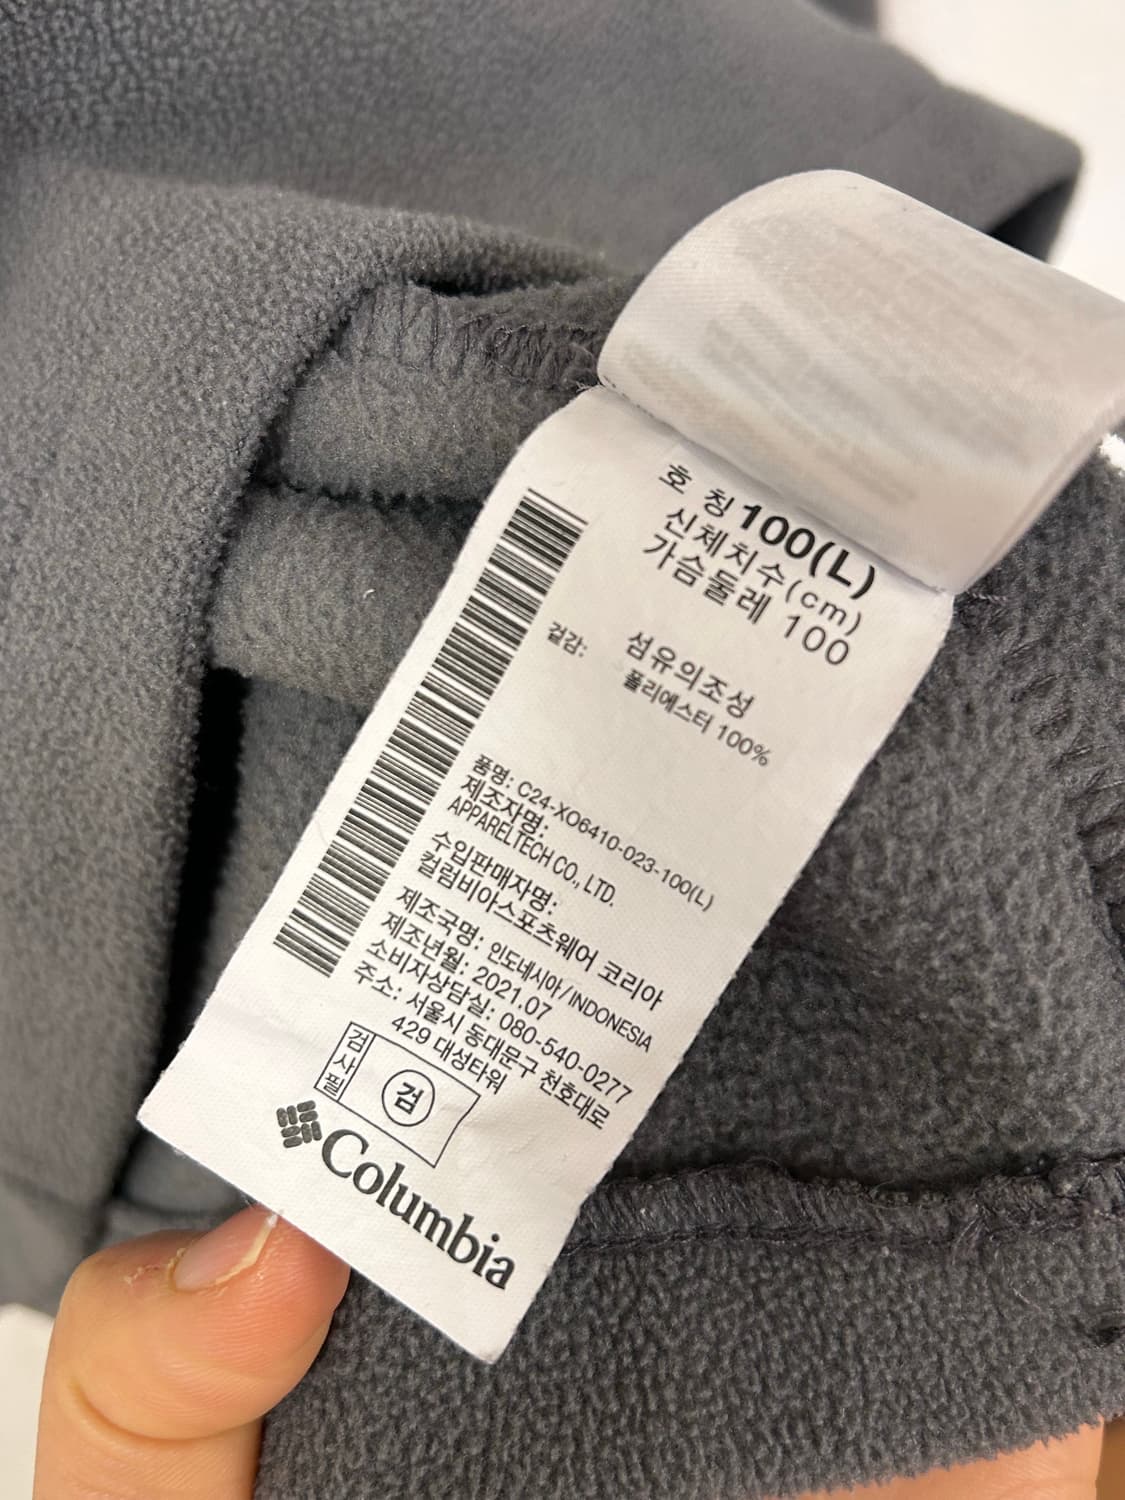 호 칭 100(L)
신체치수(cm)
가슴둘레 100
섬유의조성
겉감: 폴리에스터 100%
품명: C24-XO6410-023-100(L)
제조자명:
APPARELTECH CO., LTD.
수입판매자명:
컬럼비아스포츠웨어 코리아
제조국명: 인도네시아/INDONESIA
제조년월: 2021.07
소비자상담실: 080-540-0277
주소: 서울시 동대문구 천호대로
429 대성타워
검사필 검
Columbia